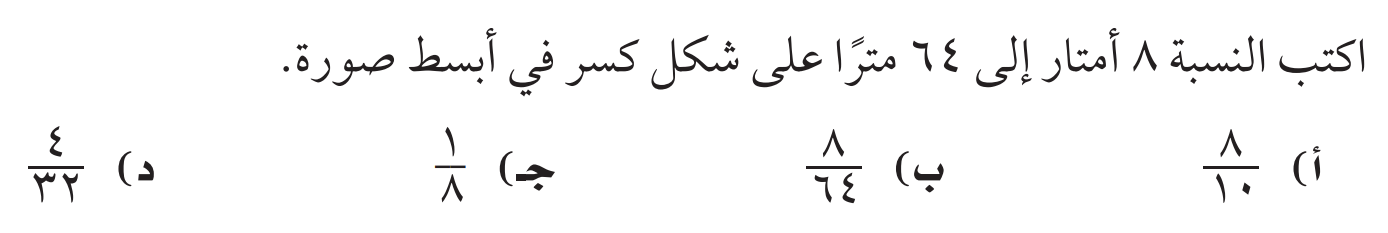 اكتب النسبة ٨ أمتار إلى ٦٤ مترًا على شكل كسر في أبسط صورة.
أ) ٨/١٠ ب) ٨/٦٤ جـ) ١/٨ د) ٤/٣٢